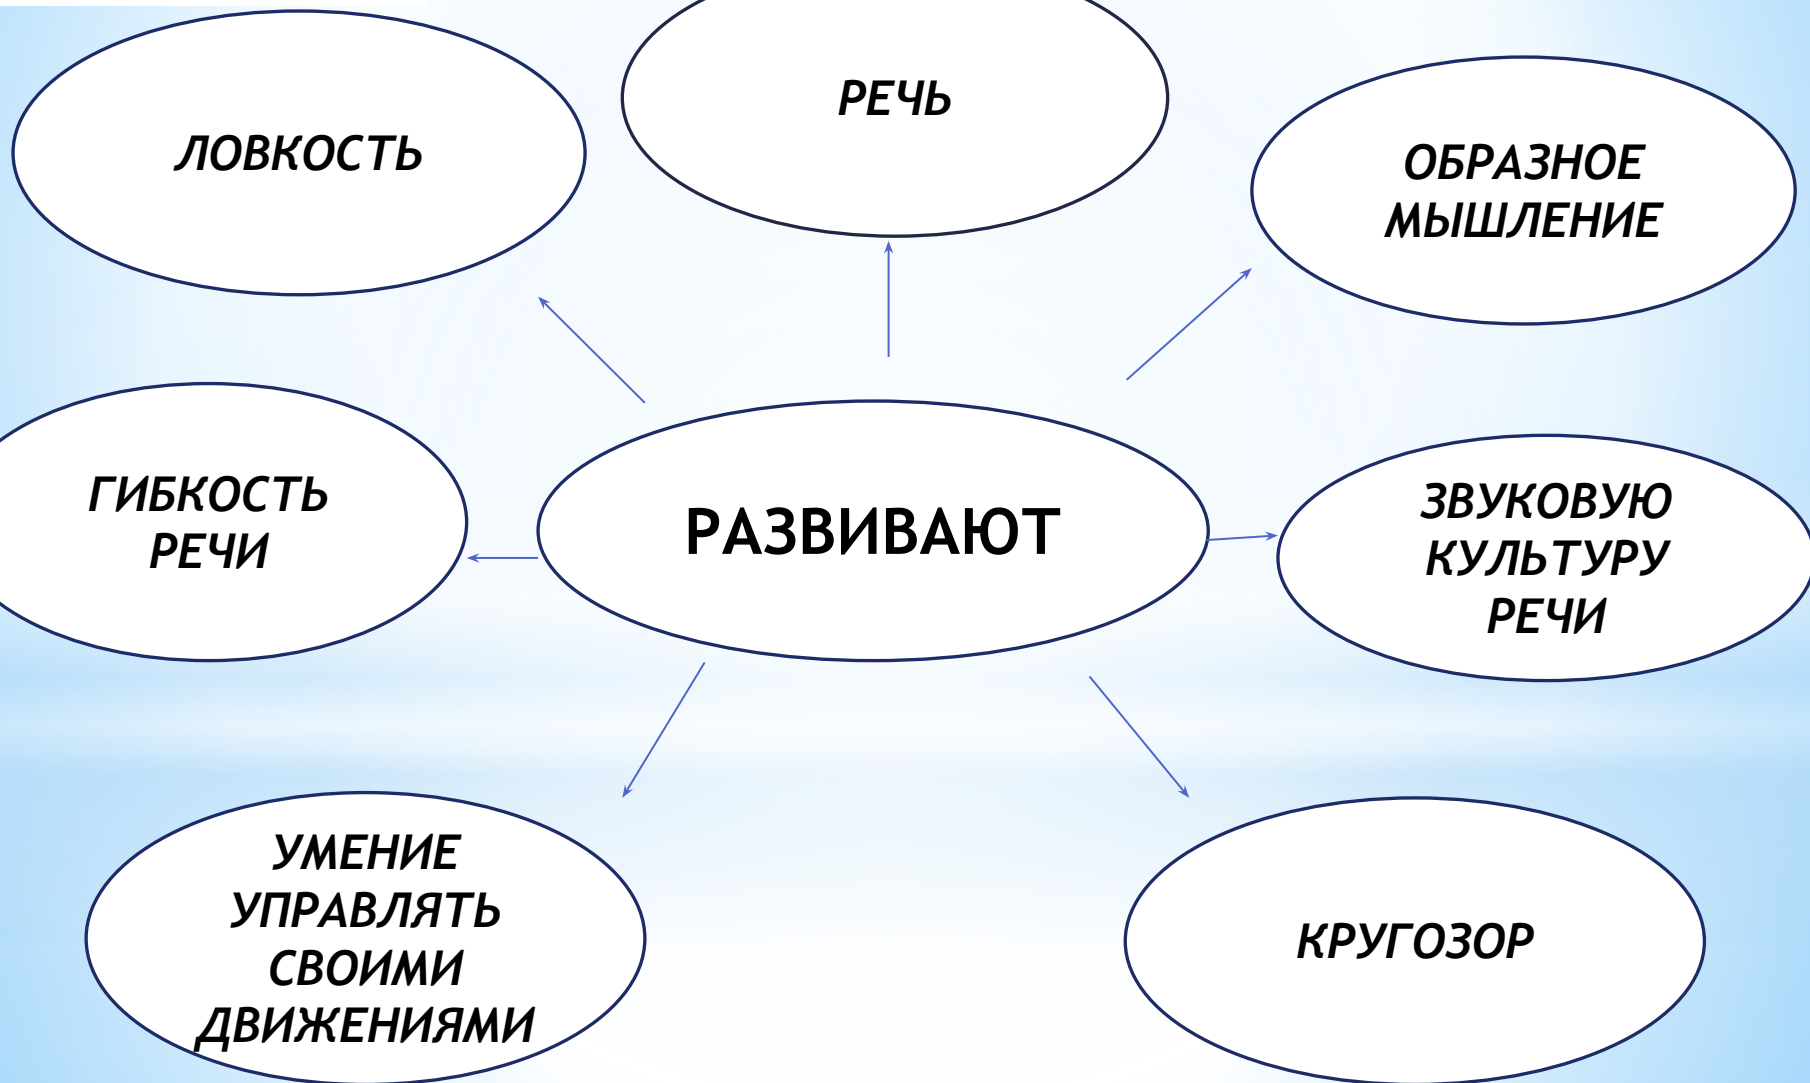 РЕЧЬ
ЛОВКОСТЬ
ОБРАЗНОЕ
МЫШЛЕНИЕ
ГИБКОСТЬ
РЕЧИ
РАЗВИВАЮТ
ЗВУКОВУЮ
КУЛЬТУРУ
РЕЧИ
УМЕНИЕ
УПРАВЛЯТЬ
СВОИМИ
ДВИЖЕНИЯМИ
КРУГОЗОР